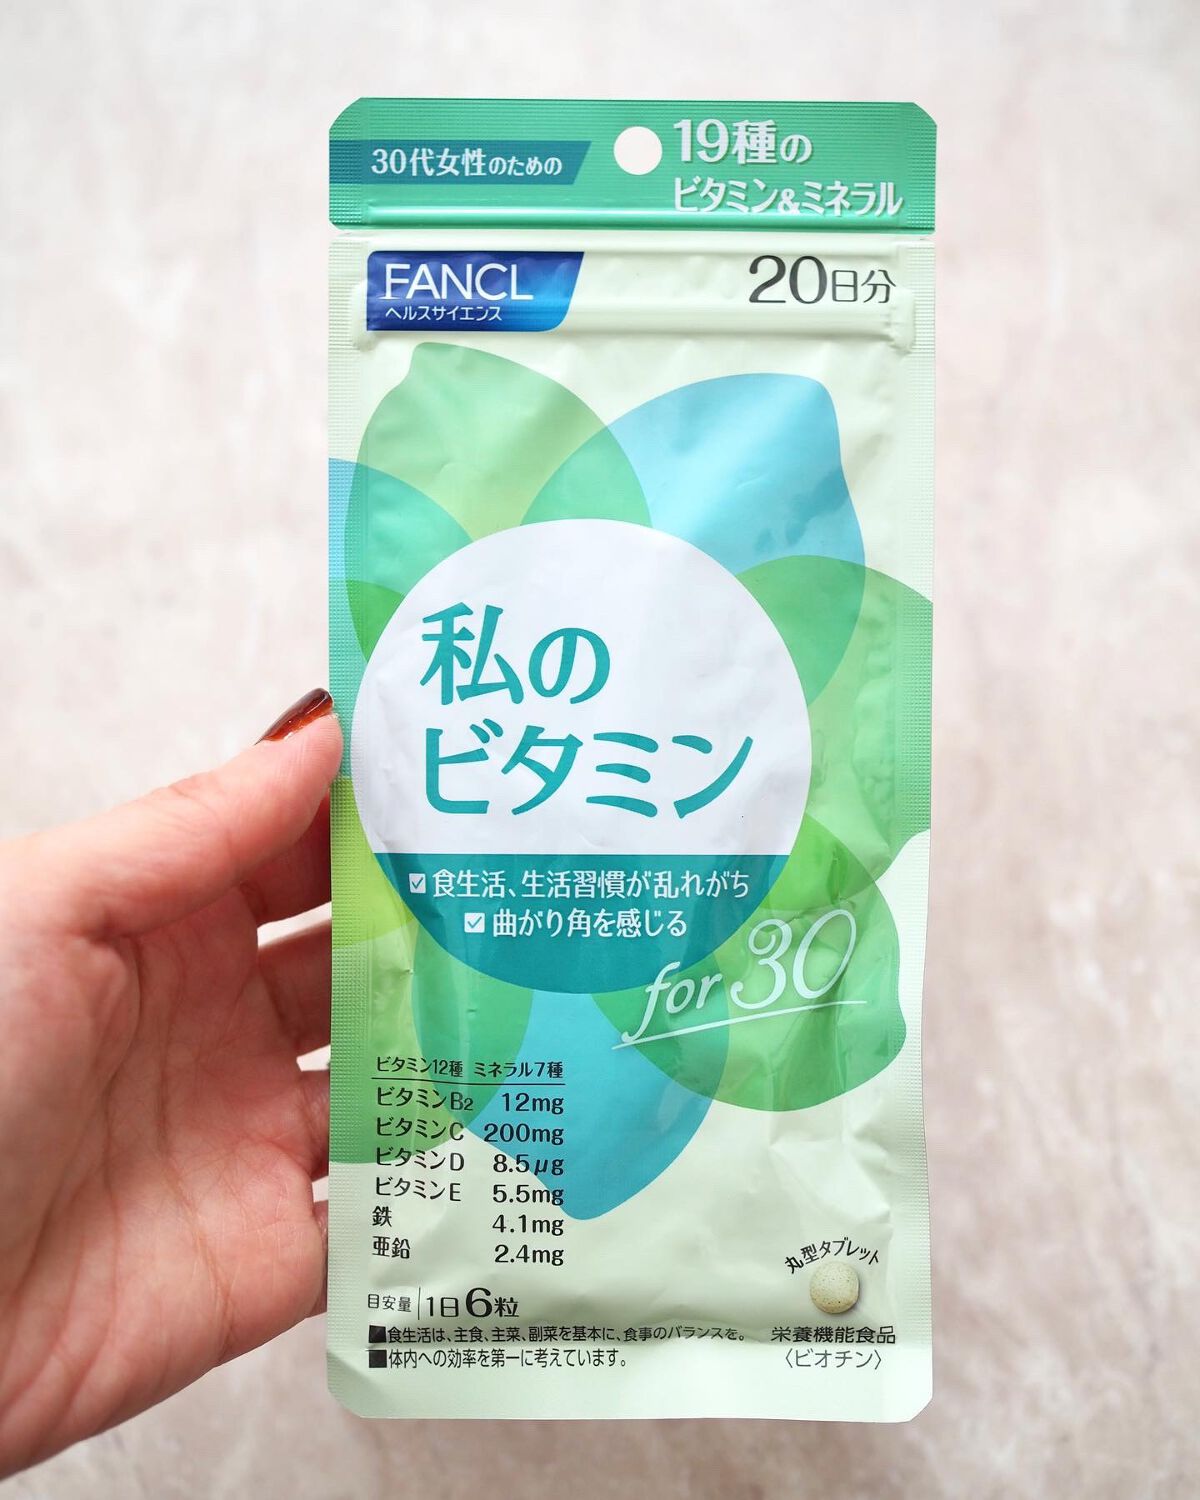 30代女性のための
19種の
ビタミン&ミネラル
FANCL
ヘルスサイエンス
20日分
私の
ビタミン
☑食生活、生活習慣が乱れがち
☑曲がり角を感じる
for 30
ビタミン12種 ミネラル7種
ビタミンB2 12mg
ビタミンC 200mg
ビタミンD 8.5μg
ビタミンE 5.5mg
鉄 4.1mg
亜鉛 2.4mg
目安量 1日6粒
■食生活は、主食、主菜、副菜を基本に、食事のバランスを。
■体内への効率を第一に考えています。
丸型タブレット
栄養機能食品
〈ビオチン〉